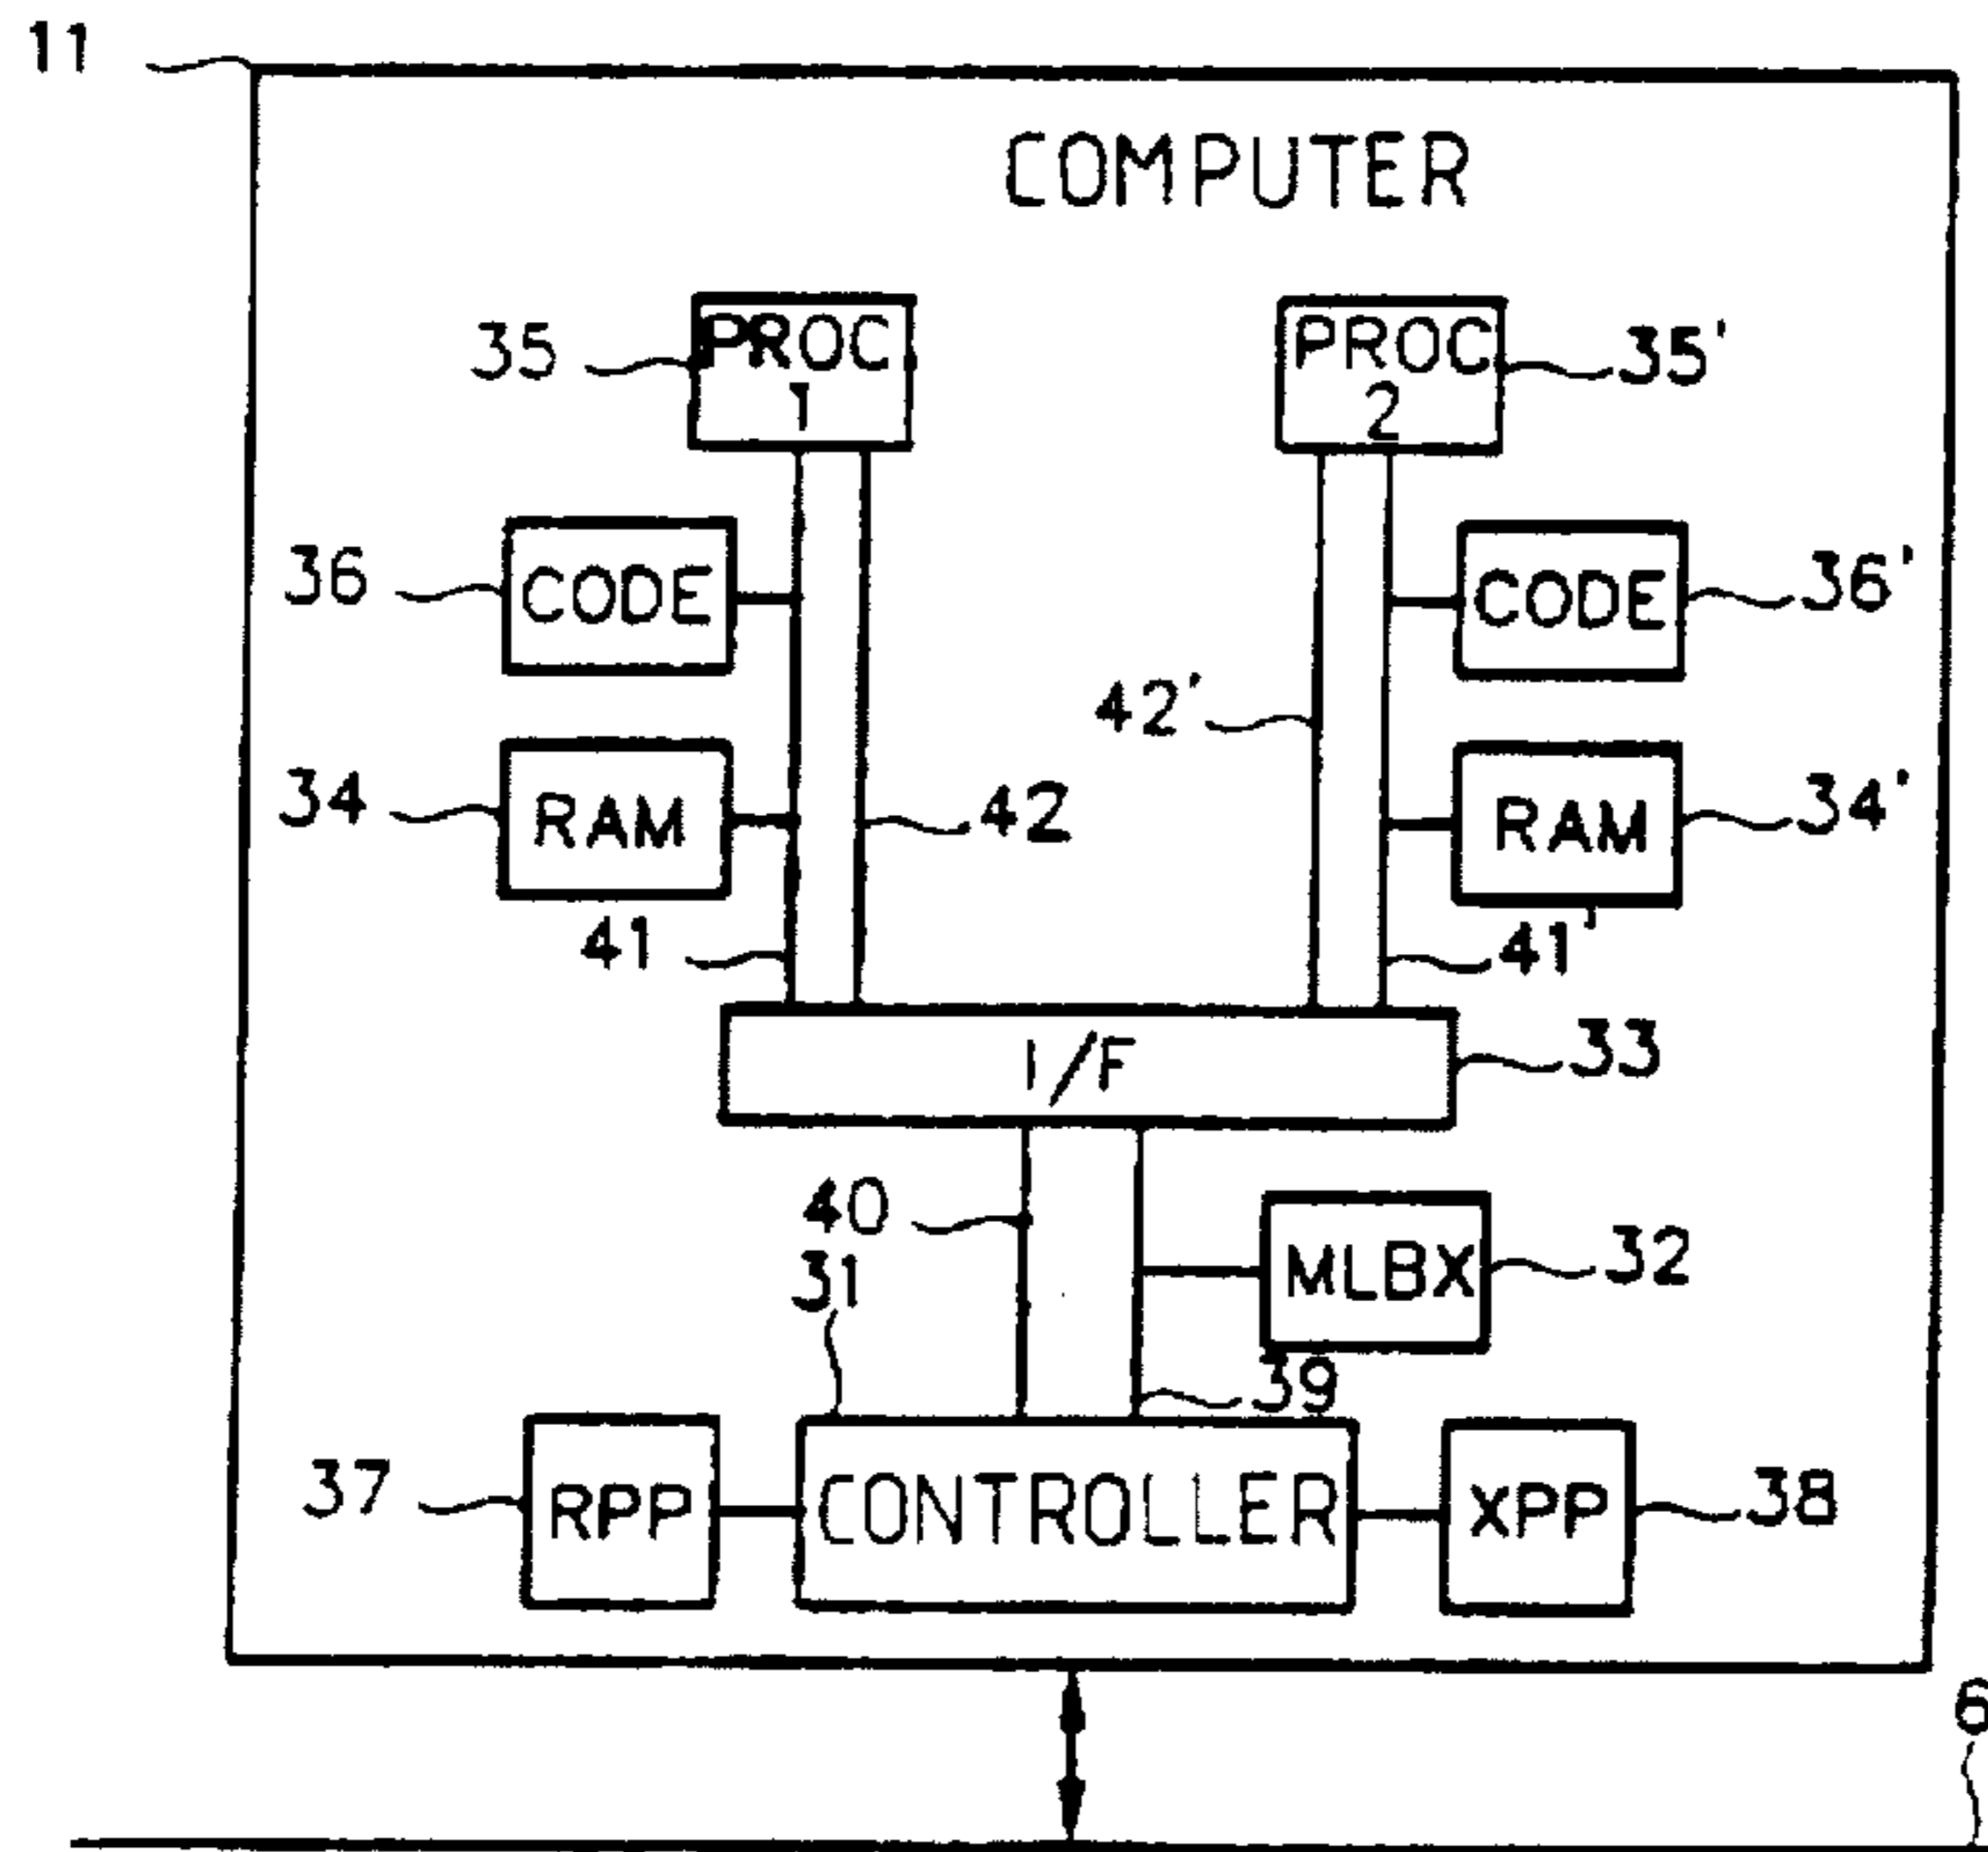 11
COMPUTER
35 PROC 1
PROC 2 35'
36 CODE
CODE 36'
42'
34 RAM
42
RAM 34'
41
41'
I/F 33
40
31
MLBX 32
39
37 RPP
CONTROLLER
XPP 38
6